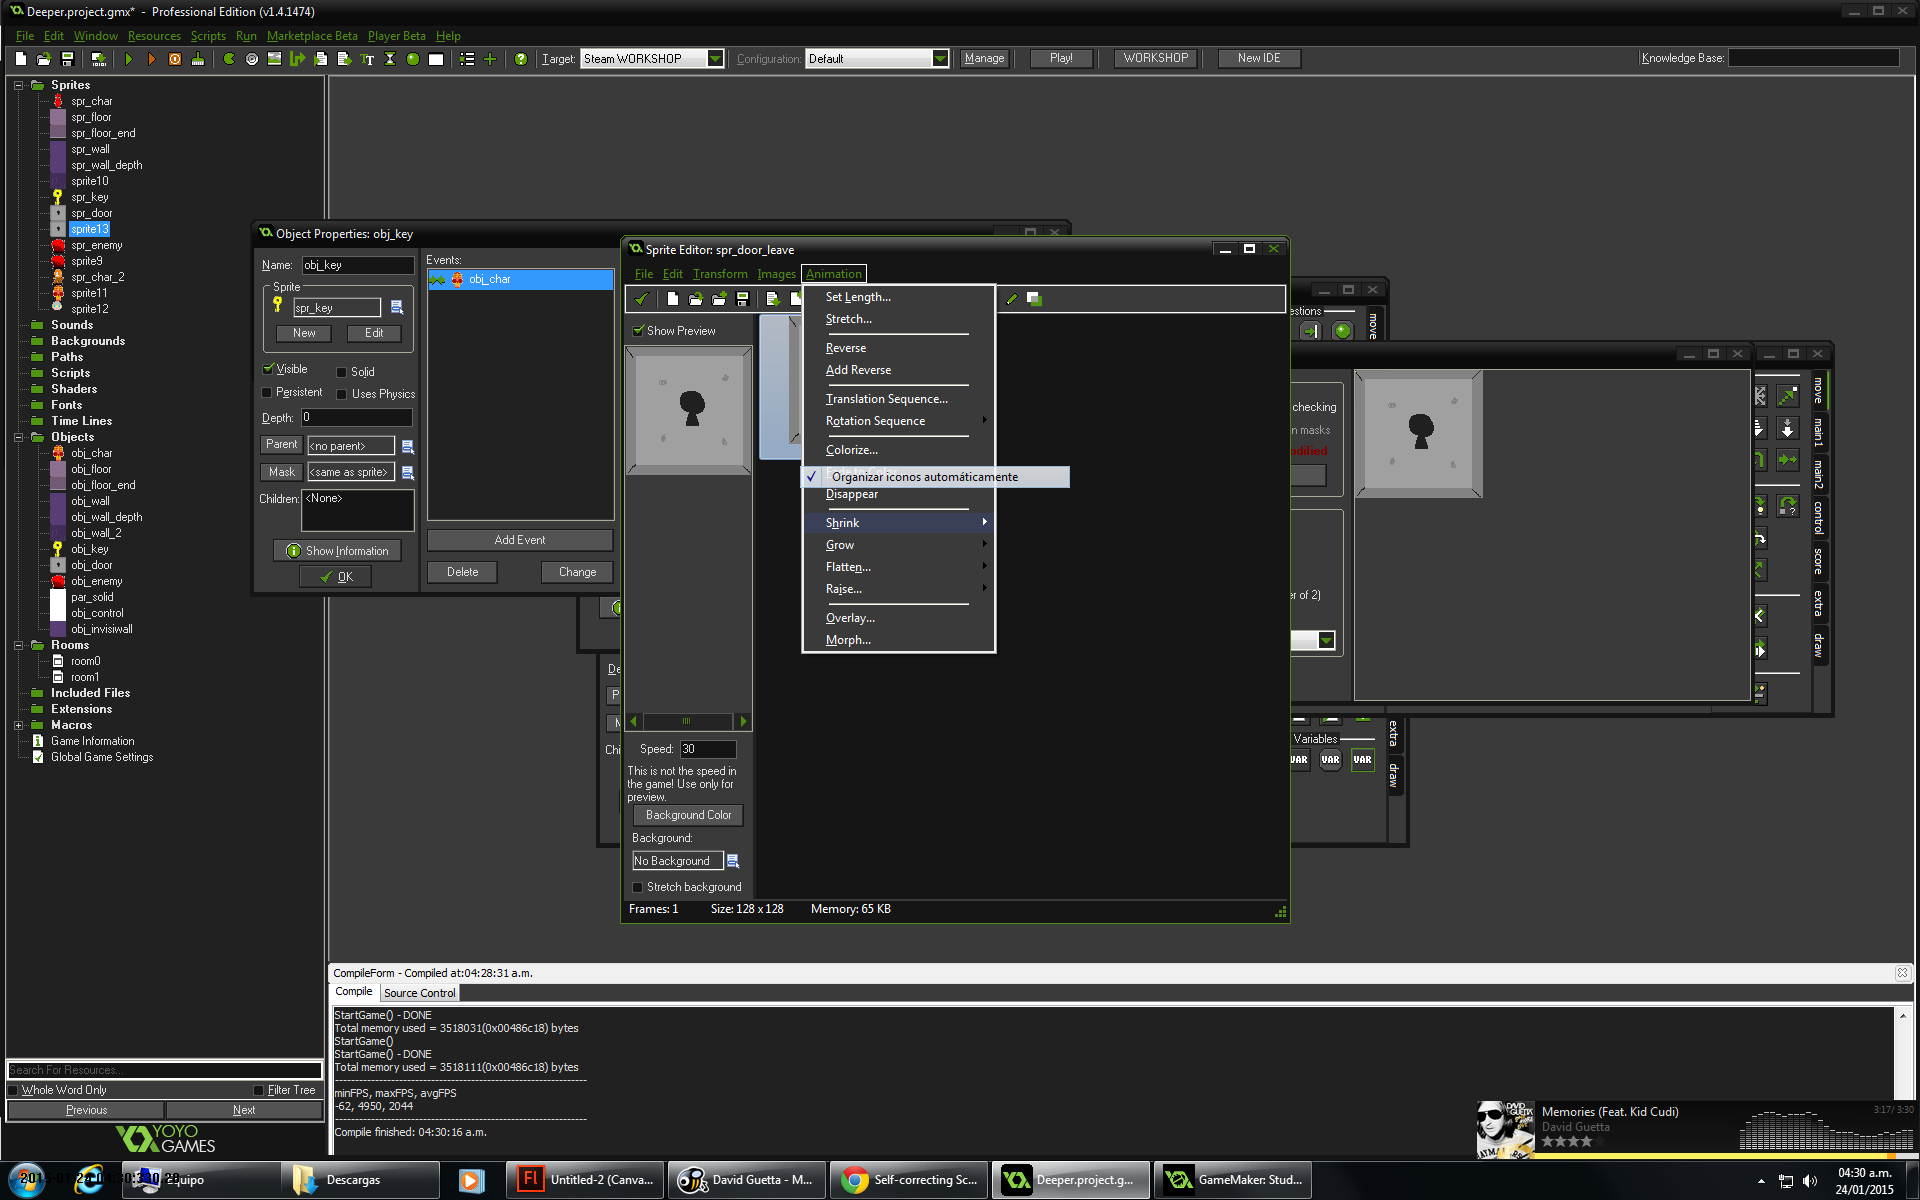 Deeper.project.gmx* - Professional Edition (v1.4.1474)
File Edit Window Resources Scripts Run Marketplace Beta Player Beta Help
Target: Steam WORKSHOP Configuration: Default Manage Play! WORKSHOP New IDE Knowledge Base:
Sprites
spr_char
spr_floor
spr_floor_end
spr_wall
spr_wall_depth
sprite10
spr_key
spr_door
sprite13
spr_enemy
sprite9
spr_char_2
sprite11
sprite12
Sounds
Backgrounds
Paths
Scripts
Shaders
Fonts
Time Lines
Objects
obj_char
obj_floor
obj_floor_end
obj_wall
obj_wall_depth
obj_wall_2
obj_key
obj_door
obj_enemy
par_solid
obj_control
obj_invisiwall
Rooms
room0
room1
Included Files
Extensions
Macros
Game Information
Global Game Settings
Search For Resources...
Whole Word Only Filter Tree
Previous Next
YOYO GAMES
Object Properties: obj_key
Name: obj_key
Sprite
spr_key
New Edit
Visible Solid
Persistent Uses Physics
Depth: 0
Parent <no parent>
Mask <same as sprite>
Children: <None>
Show Information
OK
Events:
obj_char
Add Event
Delete Change
Sprite Editor: spr_door_leave
File Edit Transform Images Animation
Show Preview
Set Length...
Stretch...
Reverse
Add Reverse
Translation Sequence...
Rotation Sequence
Colorize...
Organizar iconos automáticamente
Disappear
Shrink
Grow
Flatten...
Raise...
Overlay...
Morph...
Speed: 30
This is not the speed in
the game! Use only for
preview.
Background Color
Background:
No Background
Stretch background
Frames: 1 Size: 128 x 128 Memory: 65 KB
stions
move
checking
n masks
odified
er of 2)
Variables
VAR VAR VAR
extra
draw
move
main1
main2
control
score
extra
draw
CompileForm - Compiled at:04:28:31 a.m.
Compile Source Control
StartGame() - DONE
Total memory used = 3518031(0x00486c18) bytes
StartGame()
StartGame() - DONE
Total memory used = 3518111(0x00486c18) bytes
minFPS, maxFPS, avgFPS
-62, 4950, 2044
Compile finished: 04:30:16 a.m.
Memories (Feat. Kid Cudi)
David Guetta
3:17/ 3:30
Equipo
Descargas
Untitled-2 (Canva...
David Guetta - M...
Self-correcting Sc...
Deeper.project.g...
GameMaker: Stud...
04:30 a.m.
24/01/2015